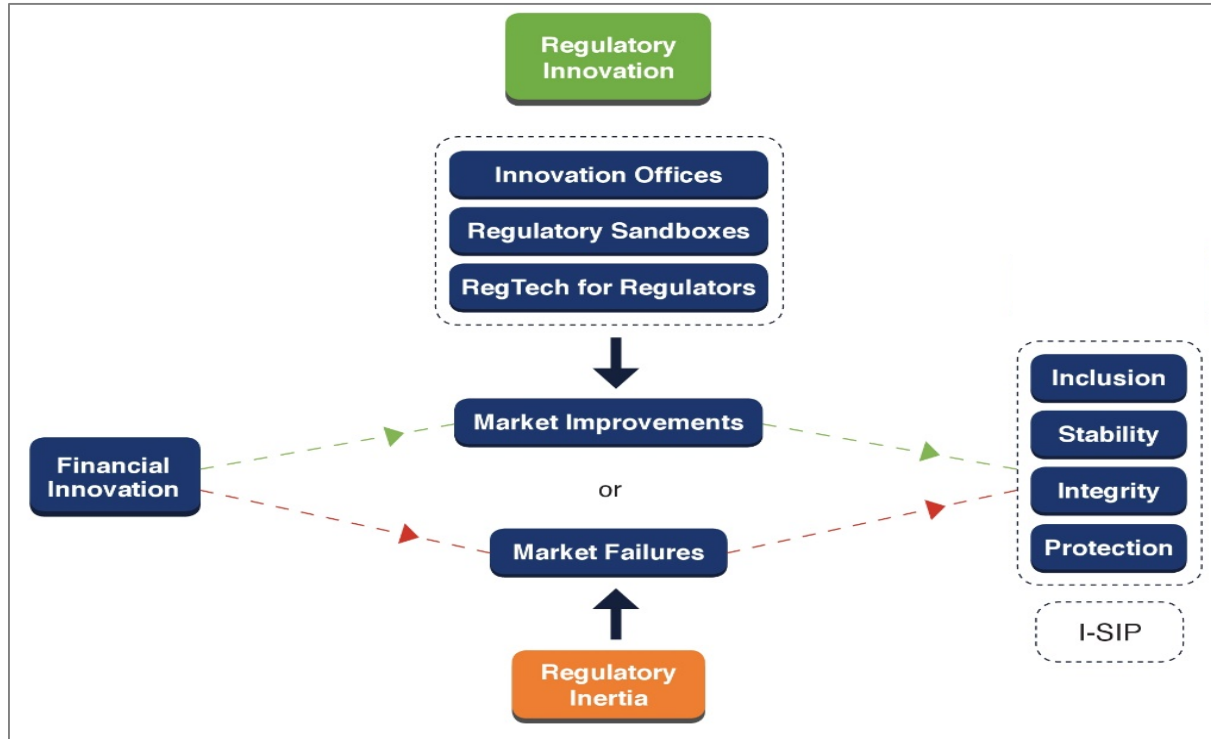 Regulatory
Innovation
Innovation Offices
Regulatory Sandboxes
RegTech for Regulators
Market Improvements
Financial
Innovation
or
Market Failures
Regulatory
Inertia
Inclusion
Stability
Integrity
Protection
I-SIP